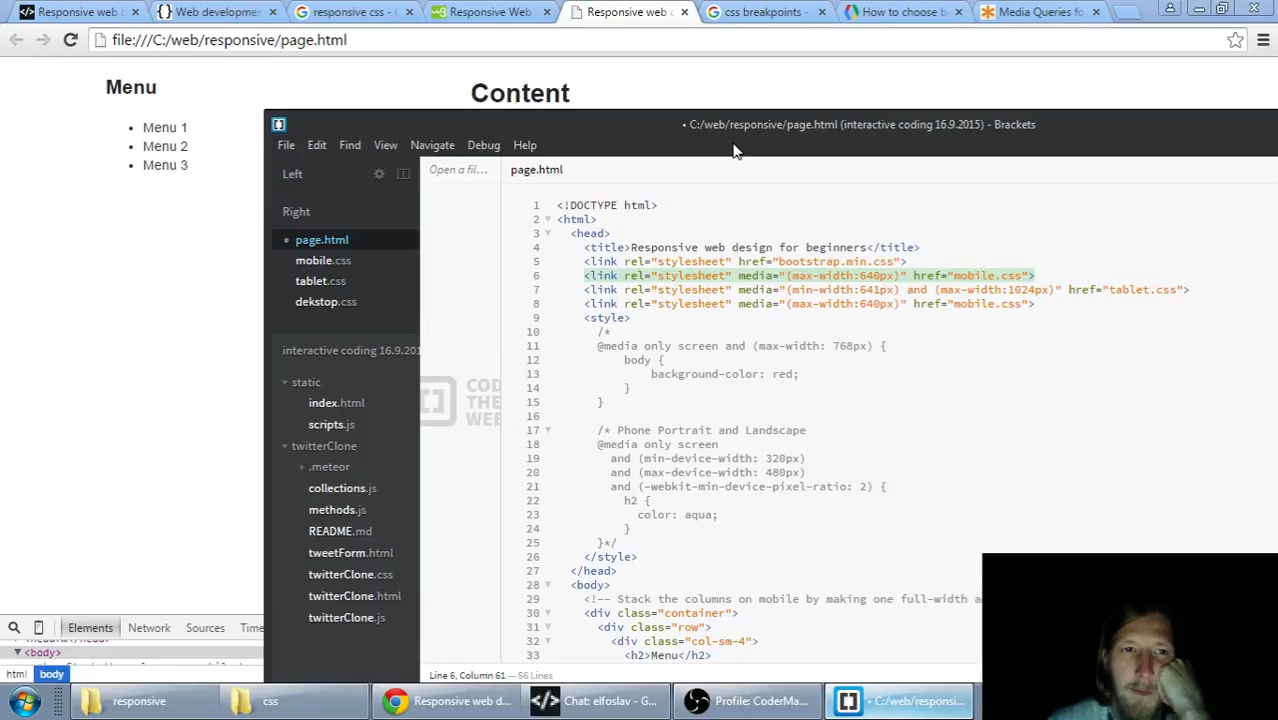 Responsive web d
Web developmen
responsive css - G
Responsive Web
Responsive web d
css breakpoints -
How to choose b
Media Queries fo
file:///C:/web/responsive/page.html
Menu
Menu 1
Menu 2
Menu 3
Content
• C:/web/responsive/page.html (interactive coding 16.9.2015) - Brackets
File Edit Find View Navigate Debug Help
Left
Right
page.html
mobile.css
tablet.css
dekstop.css
interactive coding 16.9.201
static
index.html
scripts.js
twitterClone
.meteor
collections.js
methods.js
README.md
tweetForm.html
twitterClone.css
twitterClone.html
twitterClone.js
Open a fil...
COD
THE
WEE
page.html
1 <!DOCTYPE html>
2 <html>
3 <head>
4 <title>Responsive web design for beginners</title>
5 <link rel="stylesheet" href="bootstrap.min.css">
6 <link rel="stylesheet" media="(max-width:640px)" href="mobile.css">
7 <link rel="stylesheet" media="(min-width:641px) and (max-width:1024px)" href="tablet.css">
8 <link rel="stylesheet" media="(max-width:640px)" href="mobile.css">
9 <style>
10 /*
11 @media only screen and (max-width: 768px) {
12 body {
13 background-color: red;
14 }
15 }
16
17 /* Phone Portrait and Landscape
18 @media only screen
19 and (min-device-width: 320px)
20 and (max-device-width: 480px)
21 and (-webkit-min-device-pixel-ratio: 2) {
22 h2 {
23 color: aqua;
24 }
25 }*/
26 </style>
27 </head>
28 <body>
29 <!-- Stack the columns on mobile by making one full-width a
30 <div class="container">
31 <div class="row">
32 <div class="col-sm-4">
33 <h2>Menu</h2>
Line 6, Column 61 — 56 Lines
Elements Network Sources Time
<body>
html body
responsive
css
Responsive web d...
Chat: elfoslav - G...
Profile: CoderMa...
• C:/web/responsi...